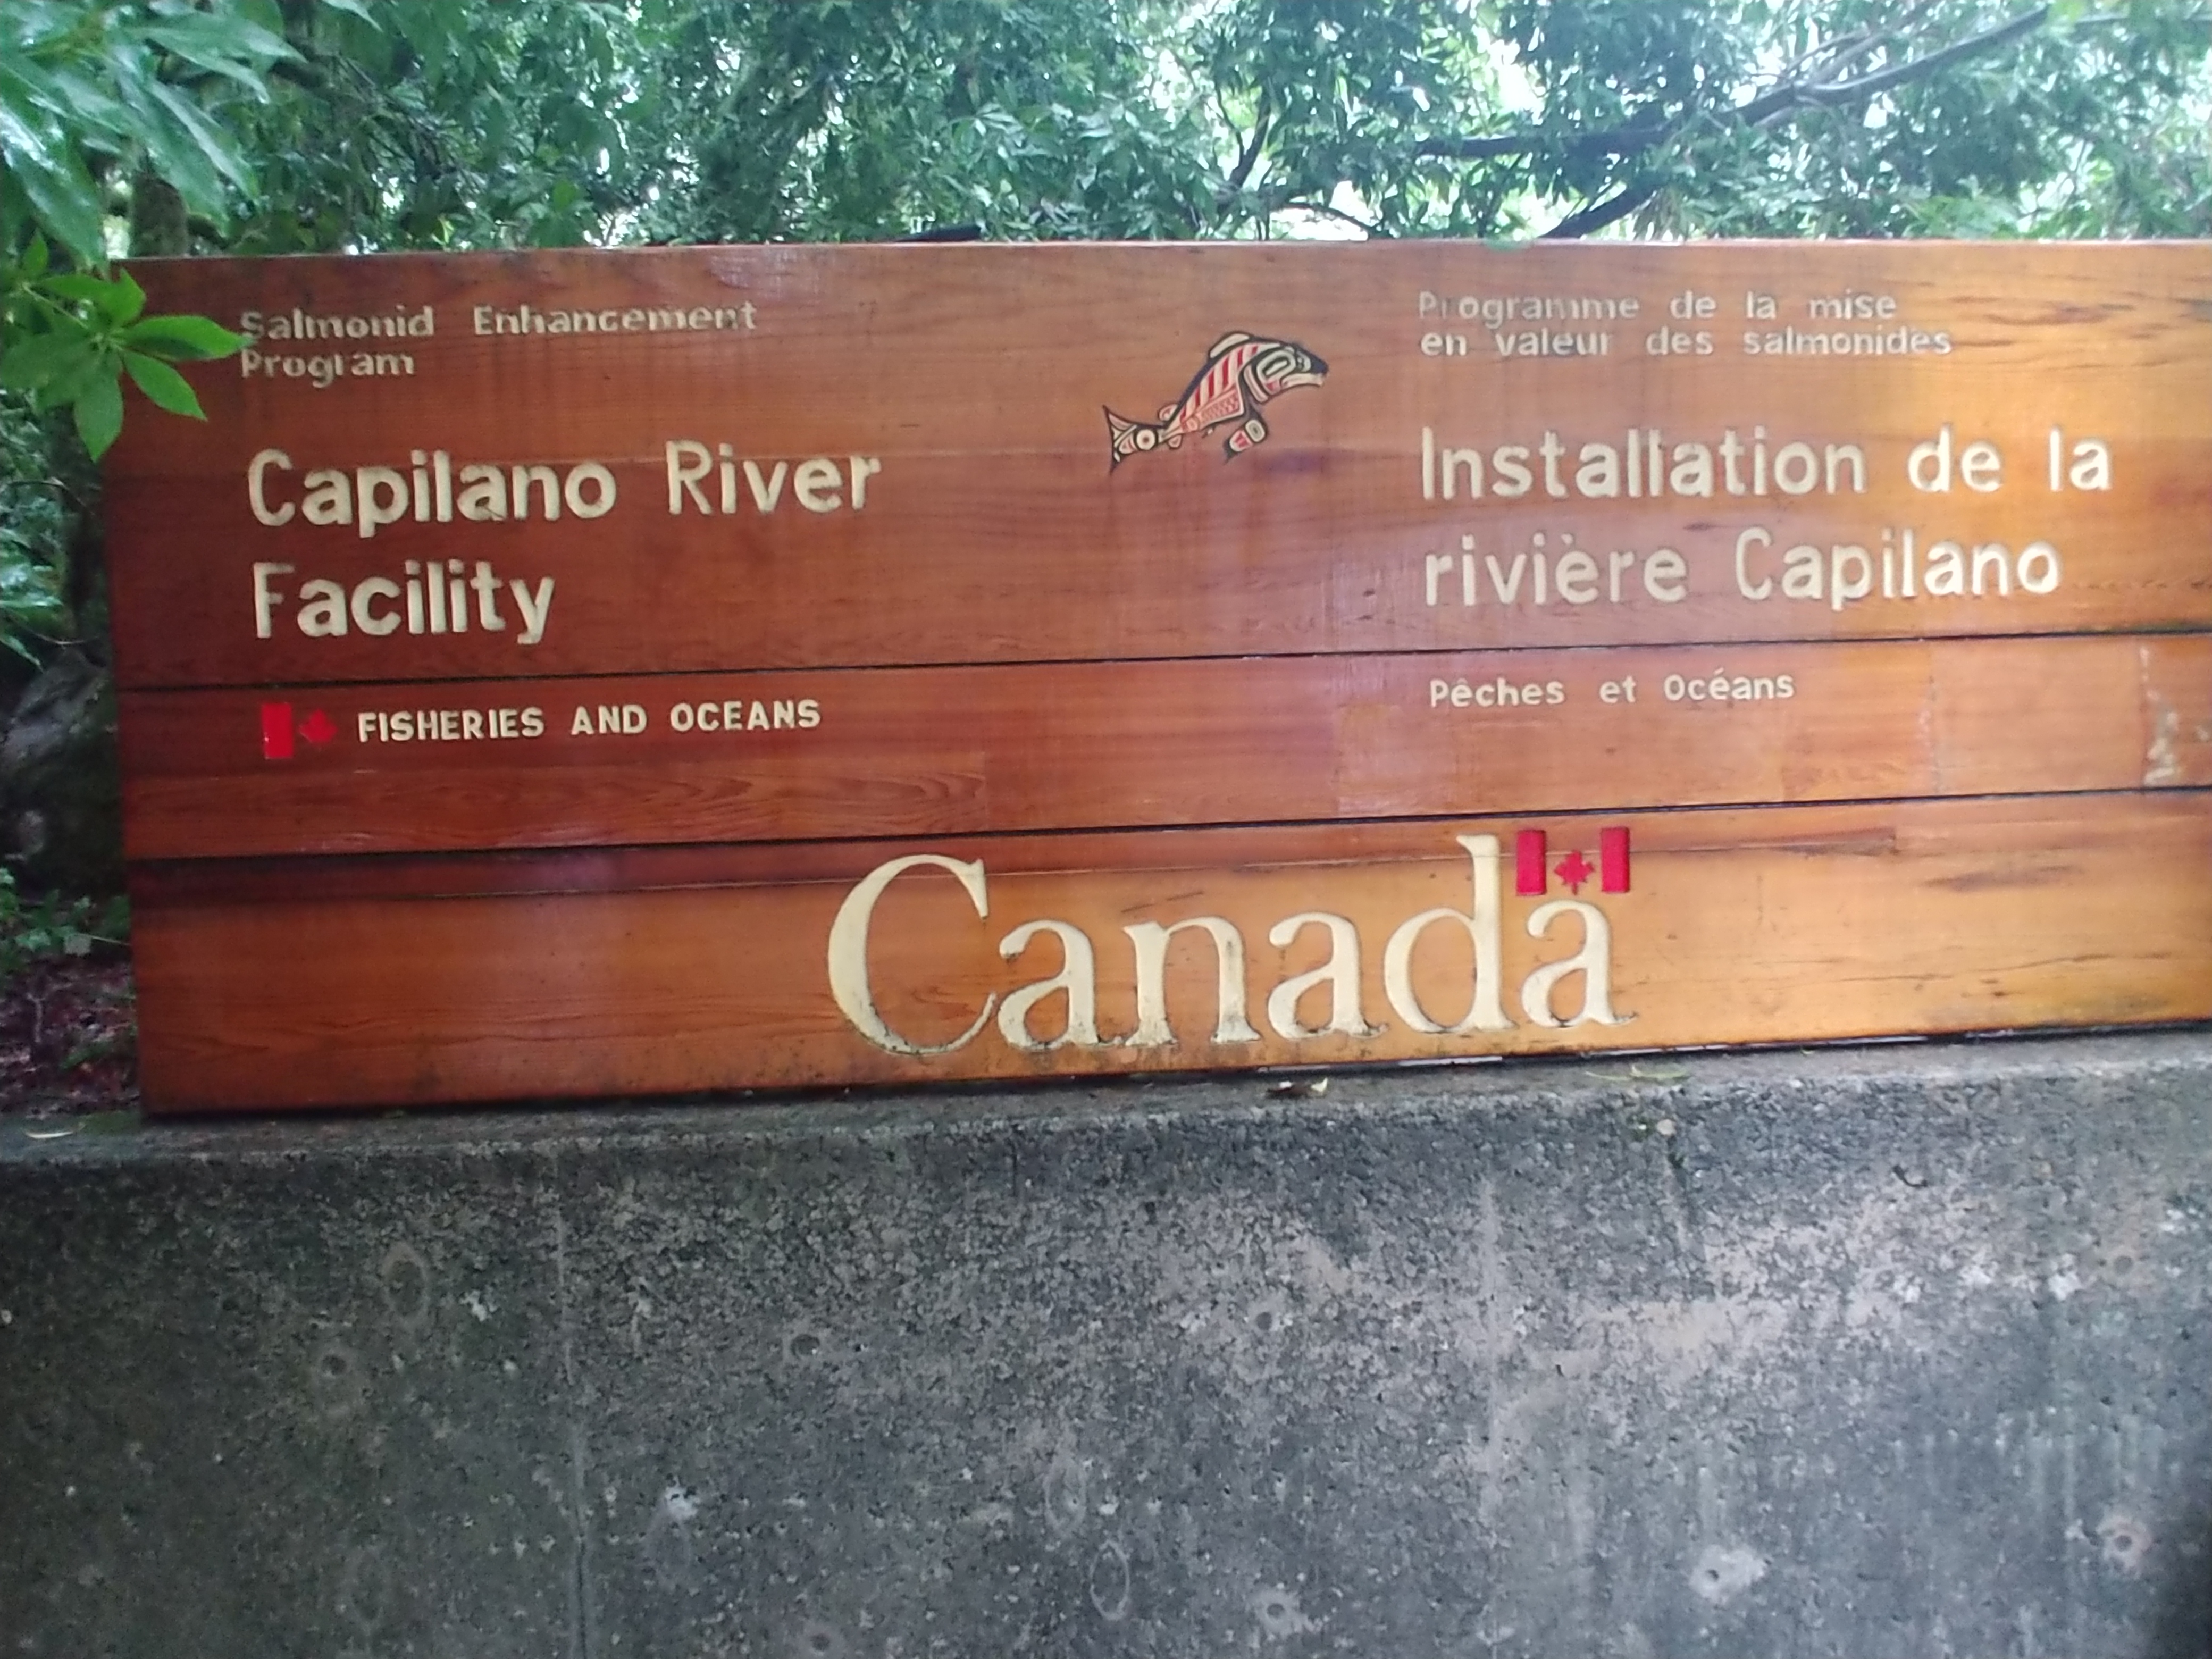 Salmonid Enhancement
Program
Capilano River
Facility
FISHERIES AND OCEANS
Programme de la mise
en valeur des salmonides
Installation de la
rivière Capilano
Pêches et Océans
Canada